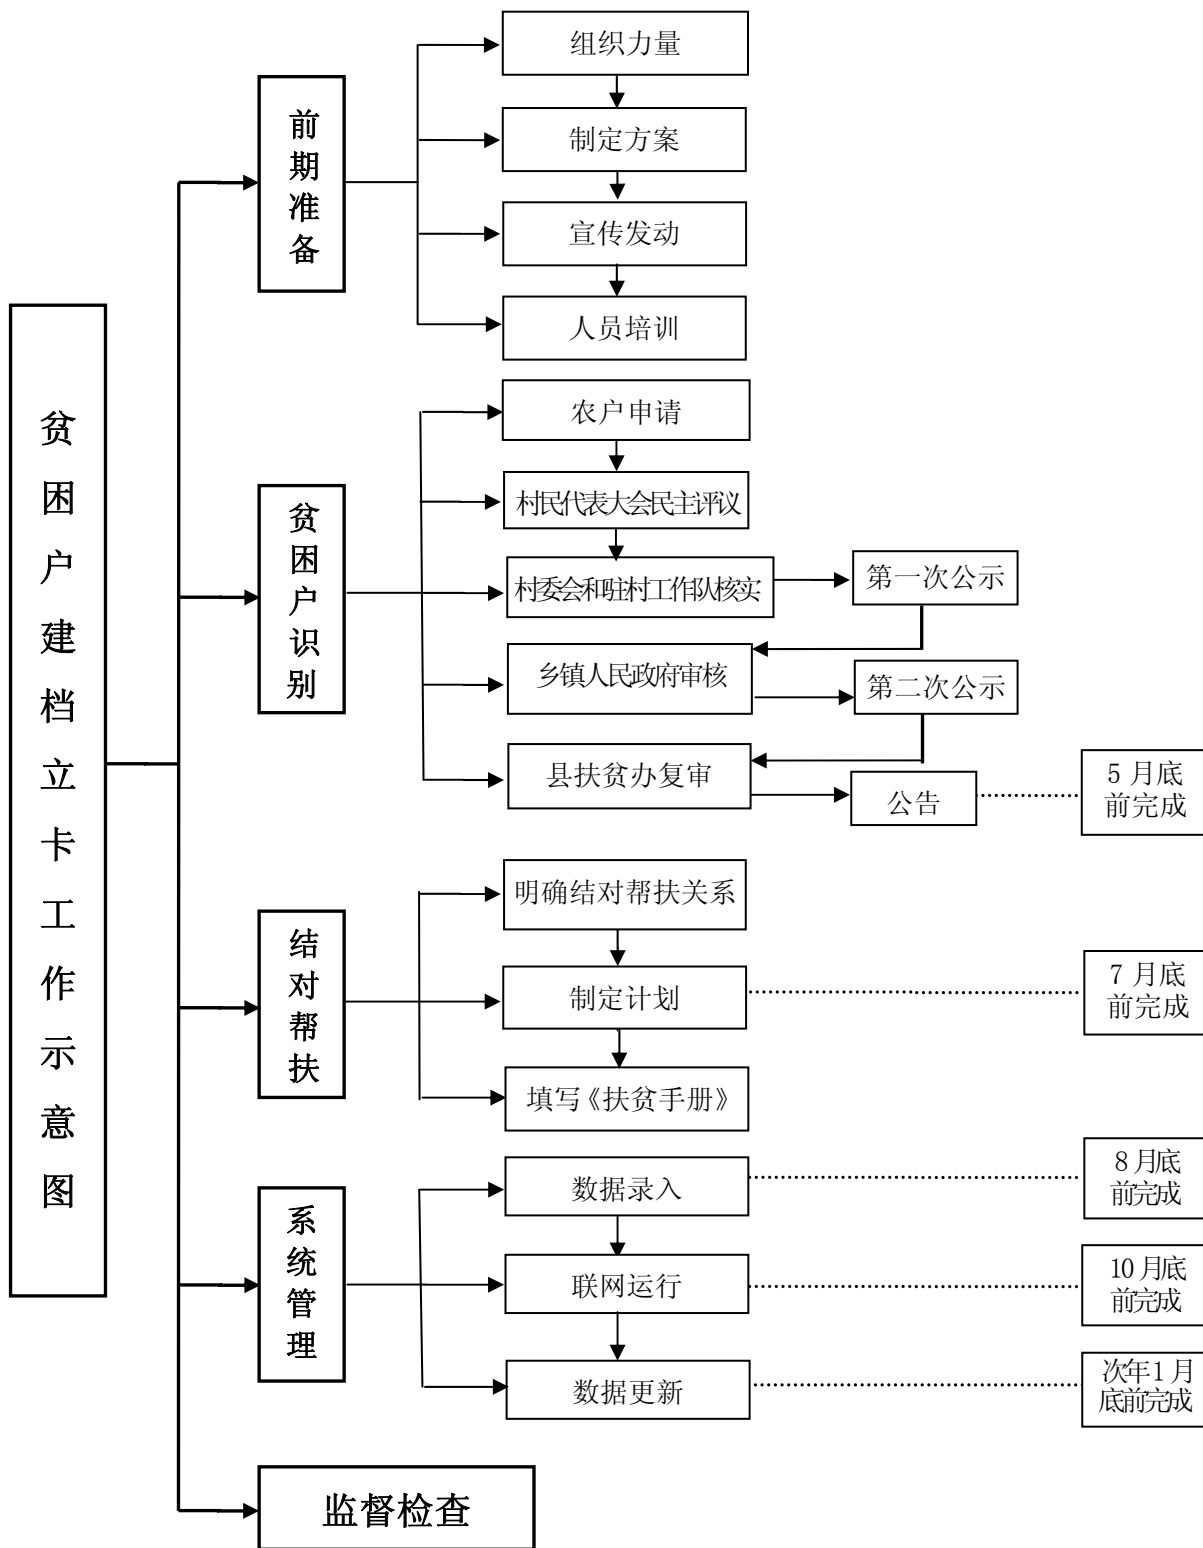 贫困户建档立卡工作示意图
前期准备
组织力量
制定方案
宣传发动
人员培训
贫困户识别
农户申请
村民代表大会民主评议
村委会和驻村工作队核实
第一次公示
乡镇人民政府审核
第二次公示
县扶贫办复审
公告
5 月底
前完成
结对帮扶
明确结对帮扶关系
制定计划
7 月底
前完成
填写《扶贫手册》
系统管理
数据录入
8 月底
前完成
联网运行
10 月底
前完成
数据更新
次年 1 月
底前完成
监督检查